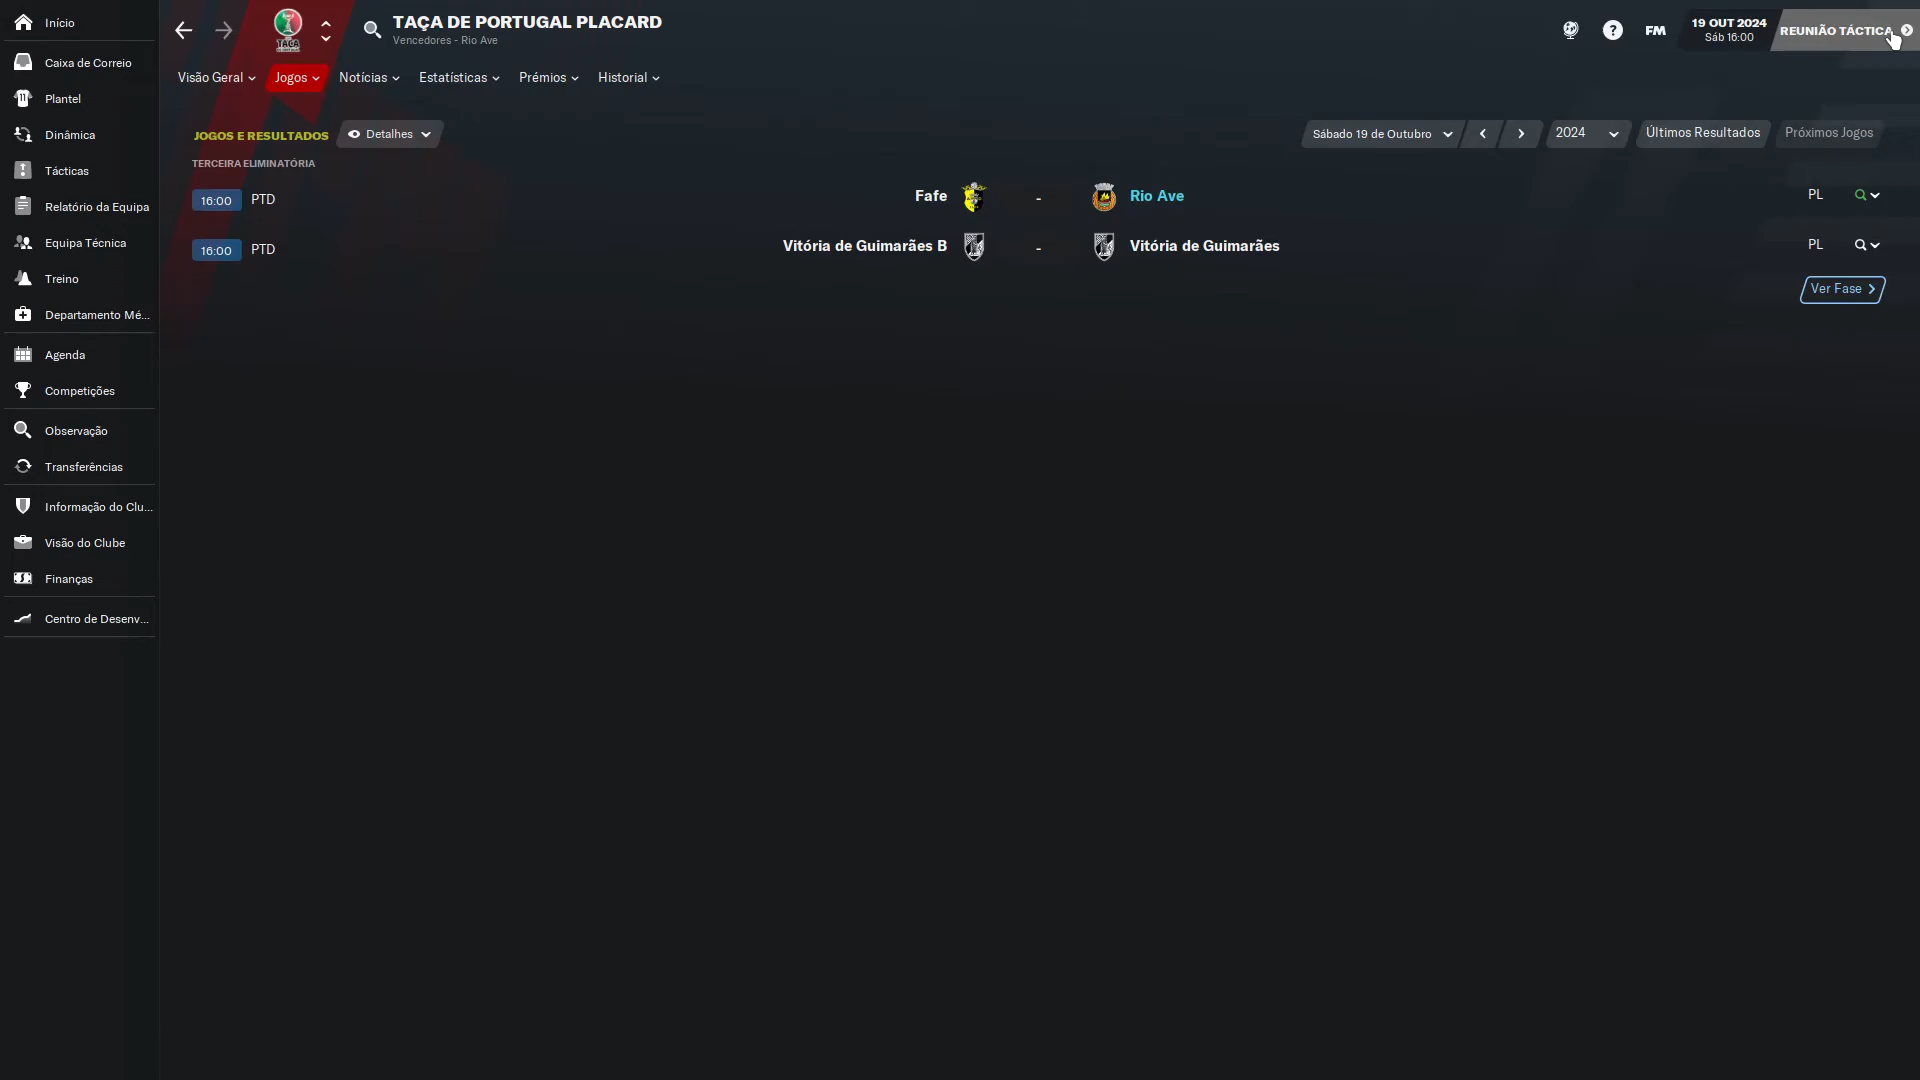 Início
Caixa de Correio
Plantel
Dinâmica
Tácticas
Relatório da Equipa
Equipa Técnica
Treino
Departamento Mé...
Agenda
Competições
Observação
Transferências
Informação do Clu...
Visão do Clube
Finanças
Centro de Desenv...
TAÇA
TAÇA DE PORTUGAL PLACARD
Vencedores - Rio Ave
? FM
19 OUT 2024
Sáb 16:00
REUNIÃO TÁCTICA
Visão Geral Jogos Notícias Estatísticas Prémios Historial
JOGOS E RESULTADOS Detalhes Sábado 19 de Outubro 2024 Últimos Resultados Próximos Jogos
TERCEIRA ELIMINATÓRIA
16:00 PTD Fafe - Rio Ave PL
16:00 PTD Vitória de Guimarães B - Vitória de Guimarães PL
Ver Fase